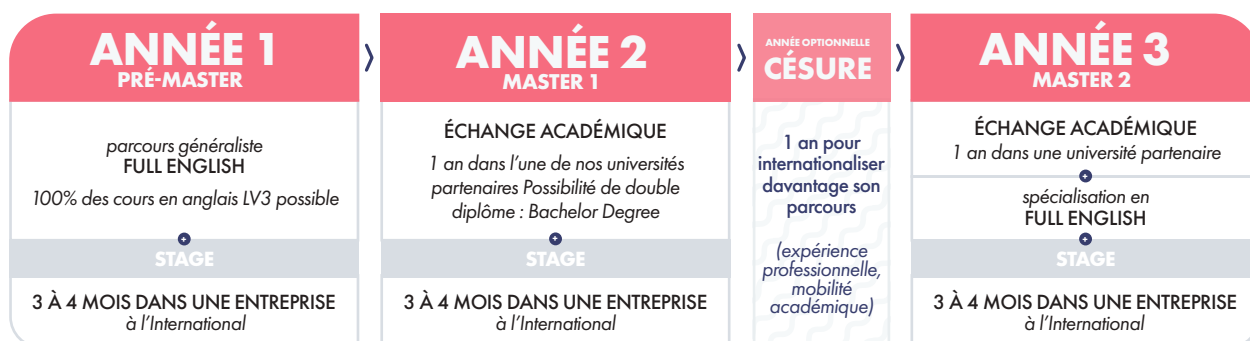 ANNÉE 1
PRÉ-MASTER
parcours généraliste
FULL ENGLISH
100% des cours en anglais LV3 possible
STAGE
3 À 4 MOIS DANS UNE ENTREPRISE
à l'International
ANNÉE 2
MASTER 1
ÉCHANGE ACADÉMIQUE
1 an dans l'une de nos universités
partenaires Possibilité de double
diplôme : Bachelor Degree
STAGE
3 À 4 MOIS DANS UNE ENTREPRISE
à l'International
ANNÉE OPTIONNELLE
CÉSURE
1 an pour
internationaliser
davantage son
parcours
(expérience
professionnelle,
mobilité
académique)
ANNÉE 3
MASTER 2
ÉCHANGE ACADÉMIQUE
1 an dans une université partenaire
spécialisation en
FULL ENGLISH
STAGE
3 À 4 MOIS DANS UNE ENTREPRISE
à l'International